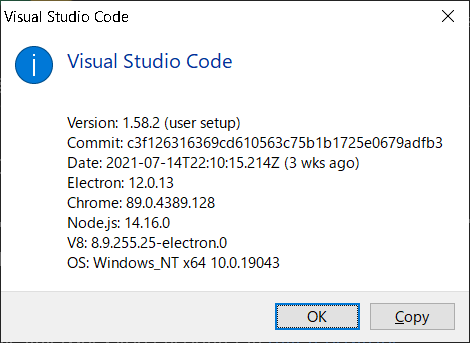 Visual Studio Code
Visual Studio Code
Version: 1.58.2 (user setup)
Commit: c3f126316369cd610563c75b1b1725e0679adfb3
Date: 2021-07-14T22:10:15.214Z (3 wks ago)
Electron: 12.0.13
Chrome: 89.0.4389.128
Node.js: 14.16.0
V8: 8.9.255.25-electron.0
OS: Windows_NT x64 10.0.19043
OK
Copy